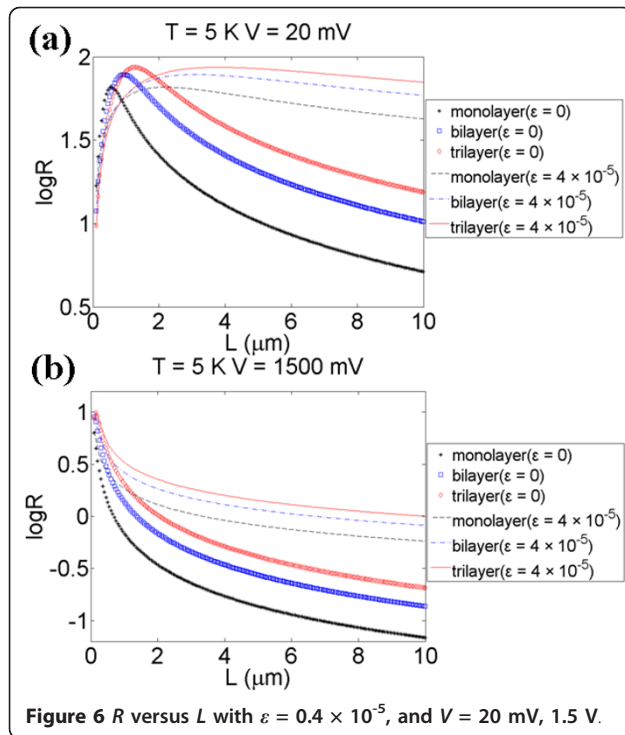 (a)
T = 5 K V = 20 mV
2
1.5
1
0.5
logR
0 2 4 6 8 10
L (μm)
monolayer(ε = 0)
bilayer(ε = 0)
trilayer(ε = 0)
monolayer(ε = 4 × 10⁻⁵)
bilayer(ε = 4 × 10⁻⁵)
trilayer(ε = 4 × 10⁻⁵)
(b)
T = 5 K V = 1500 mV
1
0.5
0
-0.5
-1
logR
0 2 4 6 8 10
L (μm)
monolayer(ε = 0)
bilayer(ε = 0)
trilayer(ε = 0)
monolayer(ε = 4 × 10⁻⁵)
bilayer(ε = 4 × 10⁻⁵)
trilayer(ε = 4 × 10⁻⁵)
Figure 6 R versus L with ε = 0.4 × 10⁻⁵, and V = 20 mV, 1.5 V.